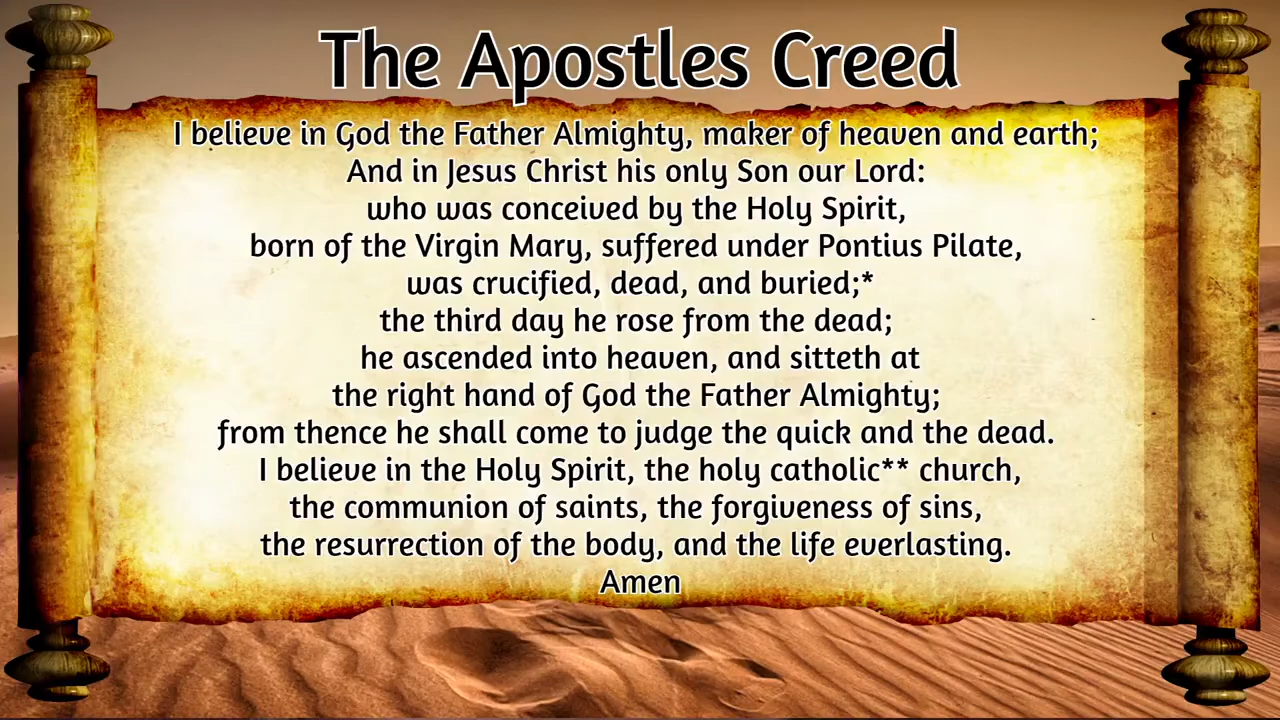 The Apostles Creed
I believe in God the Father Almighty, maker of heaven and earth;
And in Jesus Christ his only Son our Lord:
who was conceived by the Holy Spirit,
born of the Virgin Mary, suffered under Pontius Pilate,
was crucified, dead, and buried;*
the third day he rose from the dead;
he ascended into heaven, and sitteth at
the right hand of God the Father Almighty;
from thence he shall come to judge the quick and the dead.
I believe in the Holy Spirit, the holy catholic** church,
the communion of saints, the forgiveness of sins,
the resurrection of the body, and the life everlasting.
Amen